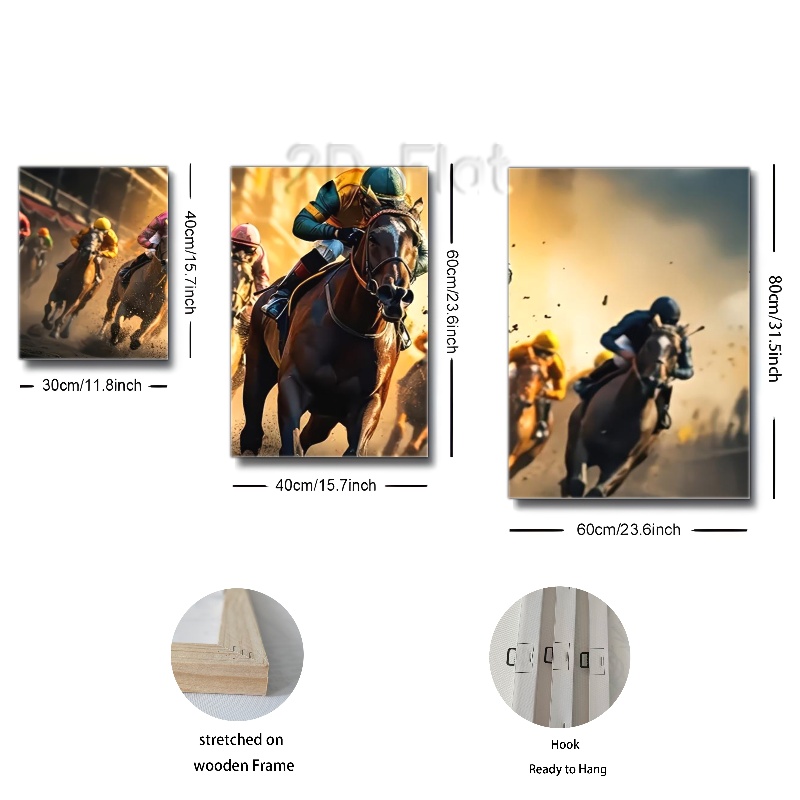 2D Flat
40cm/15.7inch
30cm/11.8inch
60cm/23.6inch
40cm/15.7inch
80cm/31.5inch
60cm/23.6inch
stretched on
wooden Frame
Hook
Ready to Hang